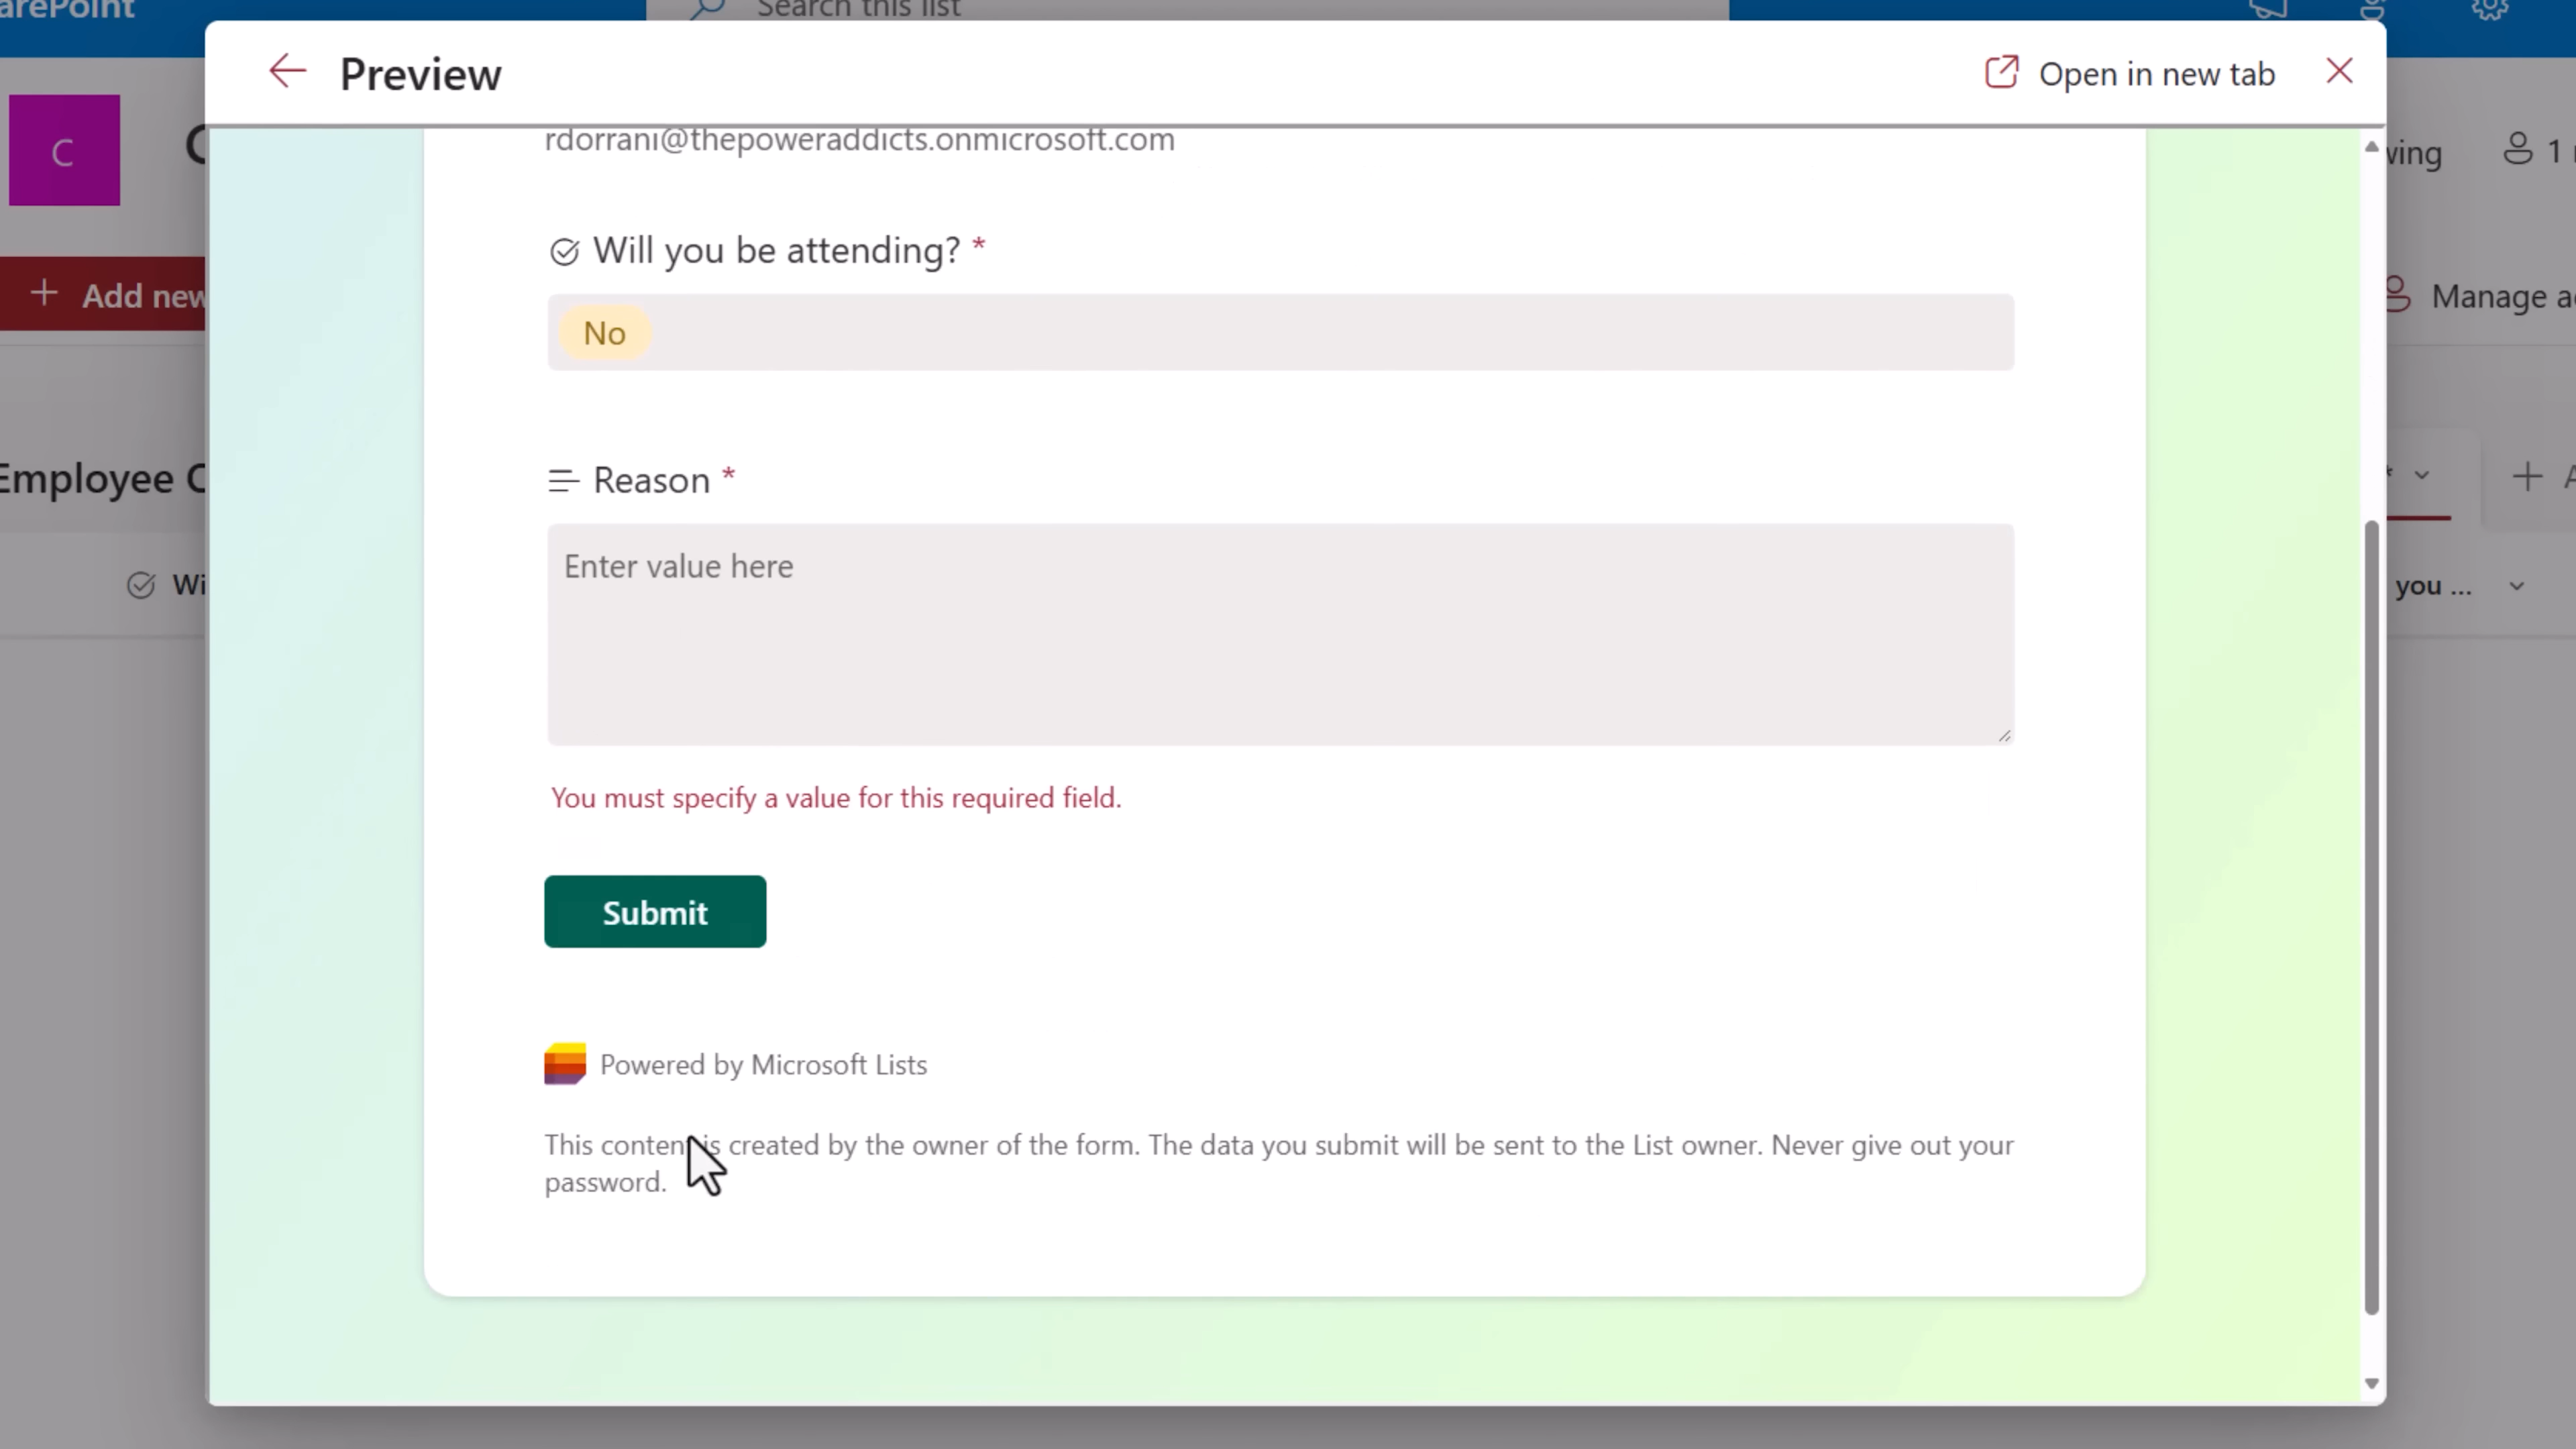 arePoint
Search this list
Preview
Open in new tab
C
rdorrani@thepoweraddicts.onmicrosoft.com
1
Will you be attending? *
Add new
No
Employee C
Reason *
Enter value here
Wi
you ...
You must specify a value for this required field.
Submit
Powered by Microsoft Lists
This content is created by the owner of the form. The data you submit will be sent to the List owner. Never give out your
password.
Manage